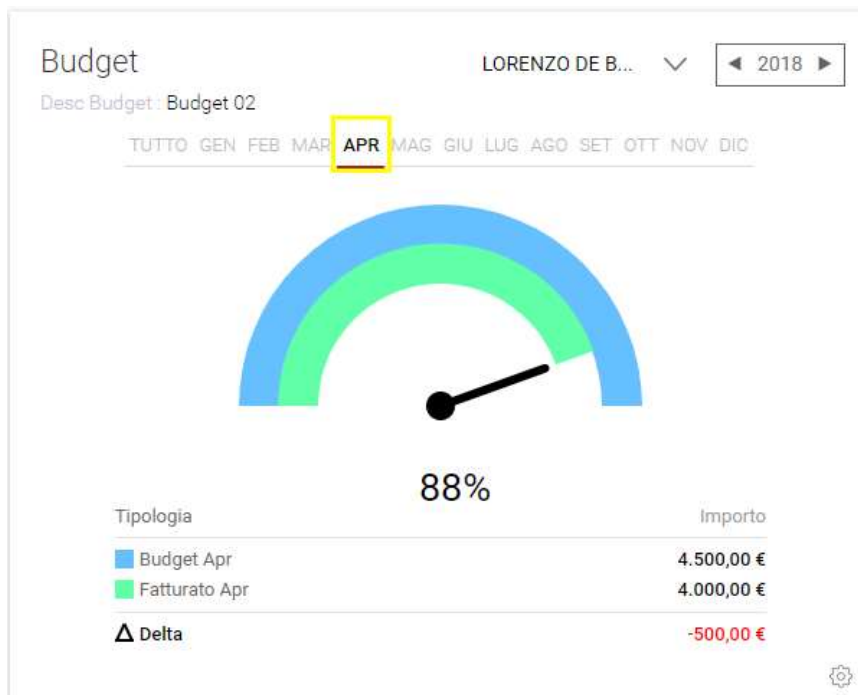 Budget
LORENZO DE B... ◀ 2018 ▶
Desc Budget : Budget 02
TUTTO GEN FEB MAR APR MAG GIU LUG AGO SET OTT NOV DIC
88%
Tipologia Importo
Budget Apr 4.500,00 €
Fatturato Apr 4.000,00 €
Δ Delta -500,00 €